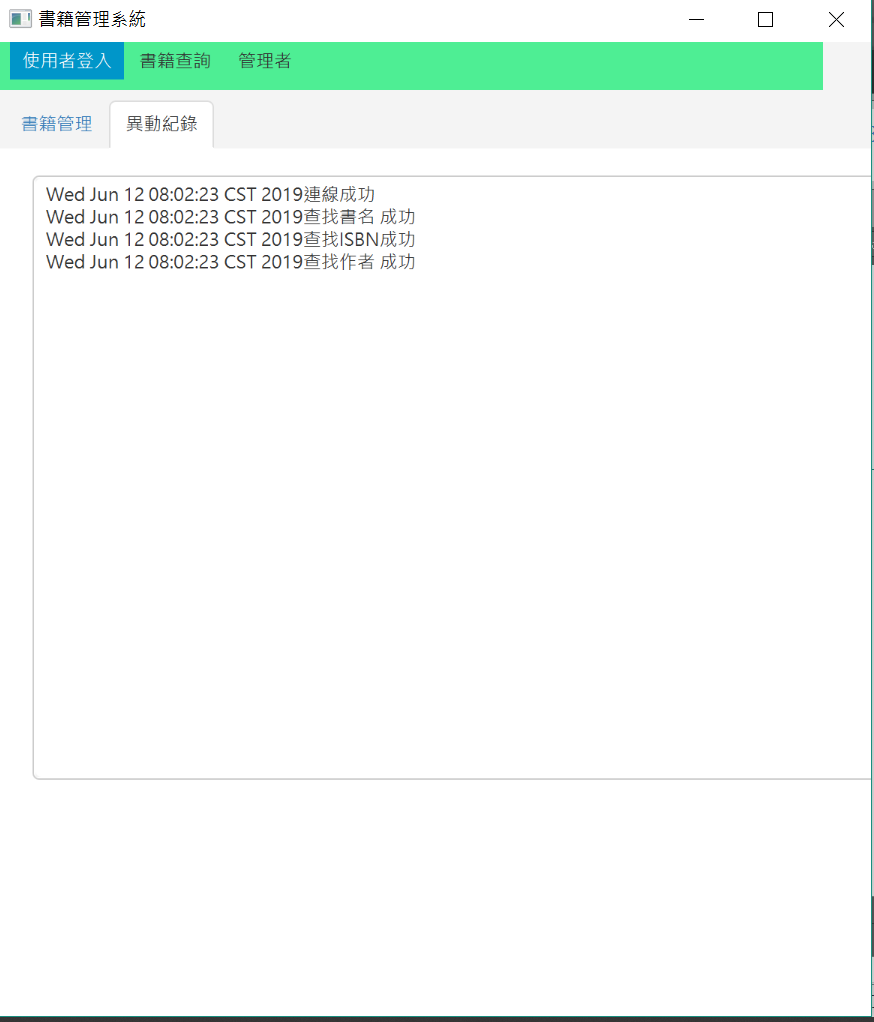 書籍管理系統
使用者登入 書籍查詢 管理者
書籍管理 異動紀錄
Wed Jun 12 08:02:23 CST 2019連線成功
Wed Jun 12 08:02:23 CST 2019查找書名 成功
Wed Jun 12 08:02:23 CST 2019查找ISBN成功
Wed Jun 12 08:02:23 CST 2019查找作者 成功